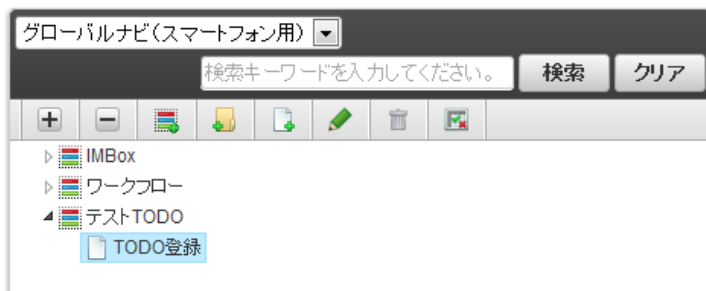 グローバルナビ（スマートフォン用）
検索キーワードを入力してください。 検索 クリア
IMBox
ワークフロー
テストTODO
TODO登録